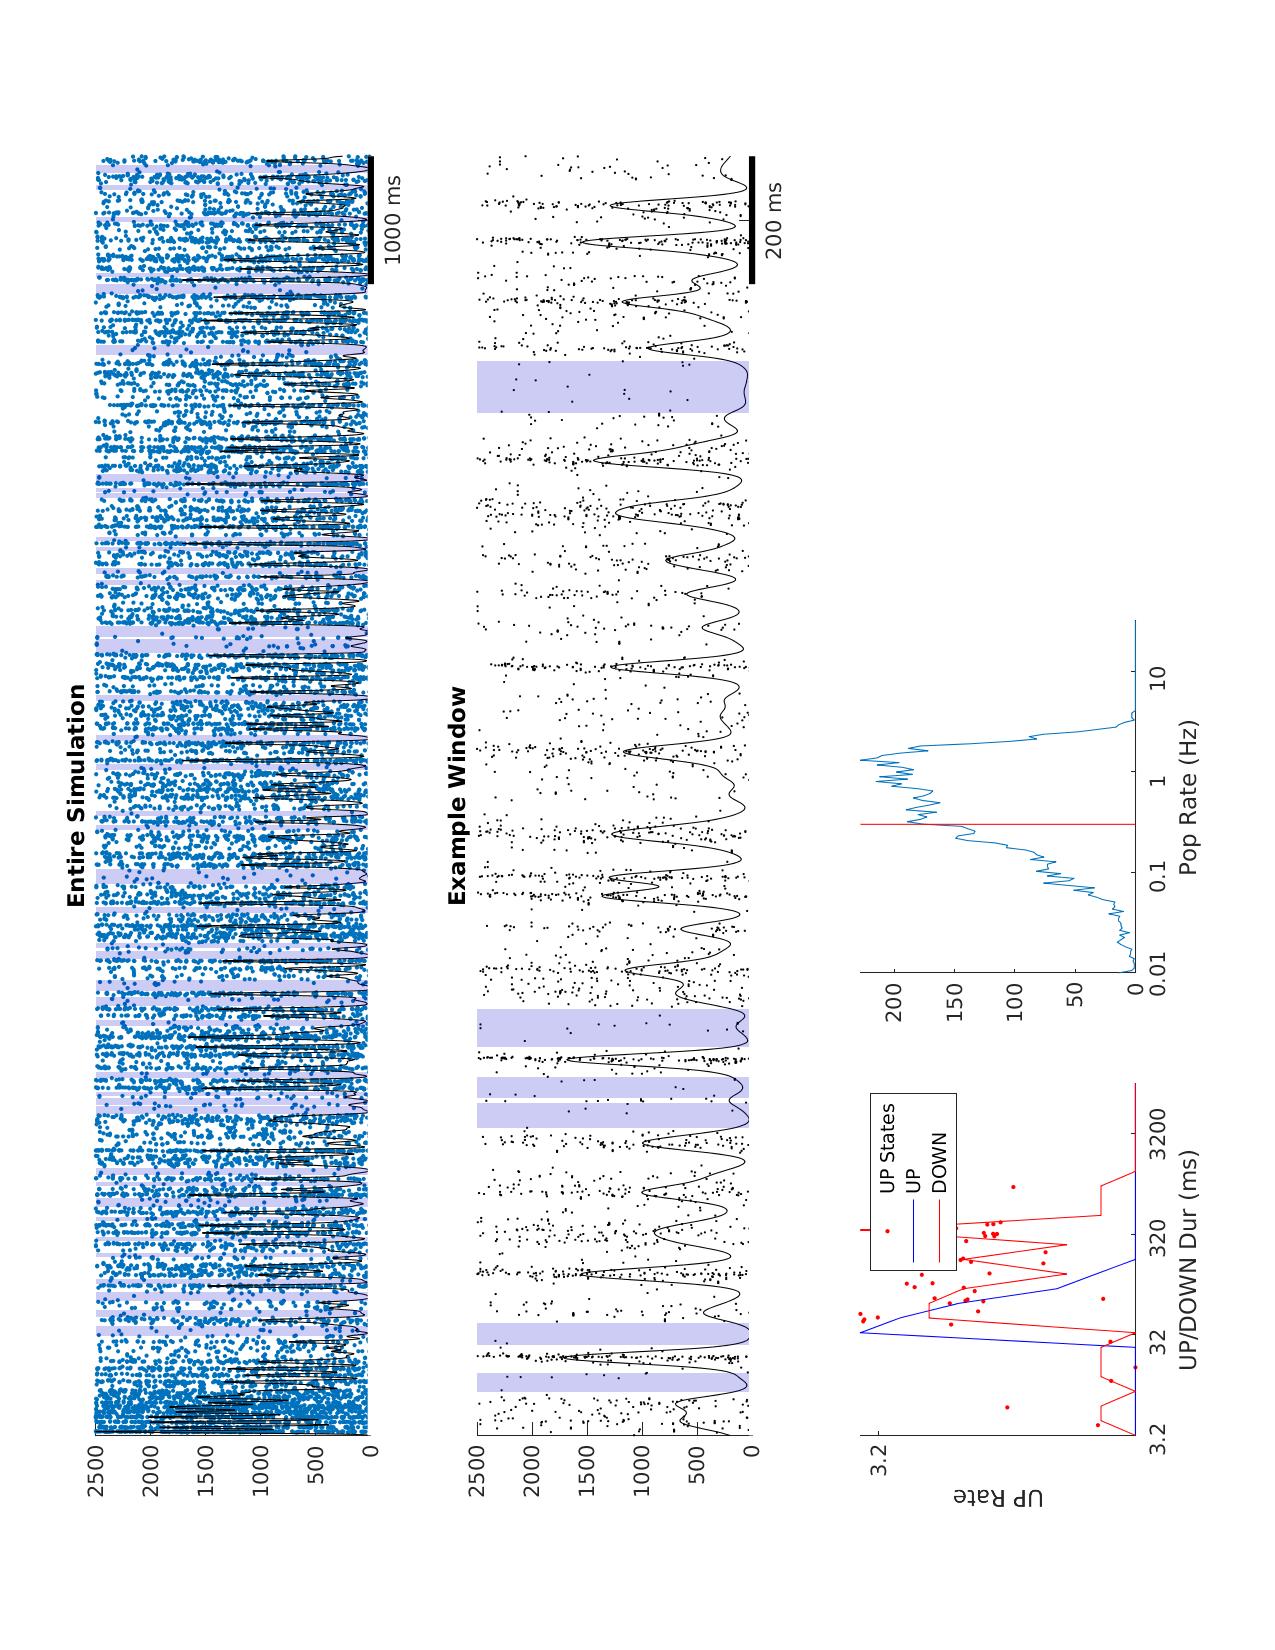 Entire Simulation
2500
2000
1500
1000
500
0
1000 ms
Example Window
2500
2000
1500
1000
500
0
200 ms
UP Rate
3.2
UP States
UP
DOWN
3.2 32 320 3200
UP/DOWN Dur (ms)
200
150
100
50
0
0.01 0.1 1 10
Pop Rate (Hz)